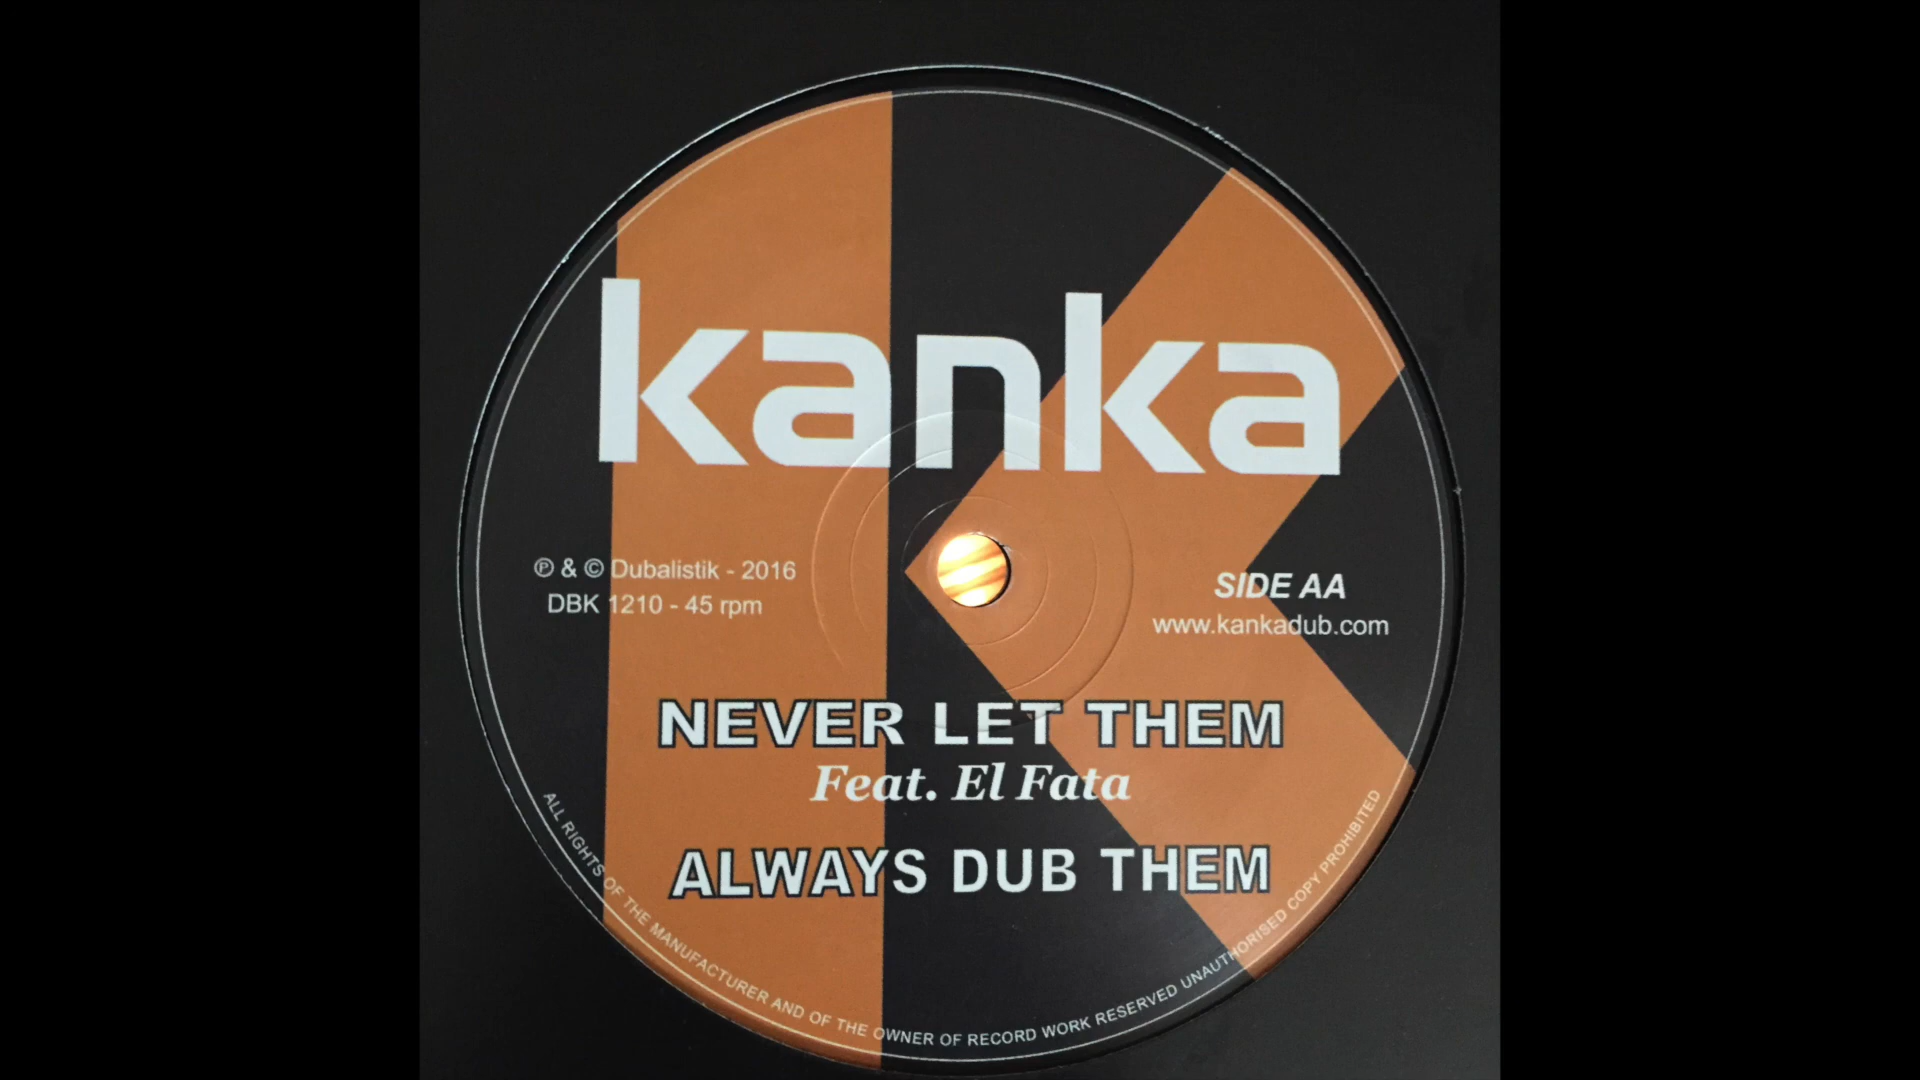 kanka
℗ & © Dubalistik - 2016
DBK 1210 - 45 rpm
SIDE AA
www.kankadub.com
NEVER LET THEM
Feat. El Fata
ALWAYS DUB THEM
ALL RIGHTS OF THE MANUFACTURER AND OF THE OWNER OF RECORD WORK RESERVED UNAUTHORISED COPY PROHIBITED